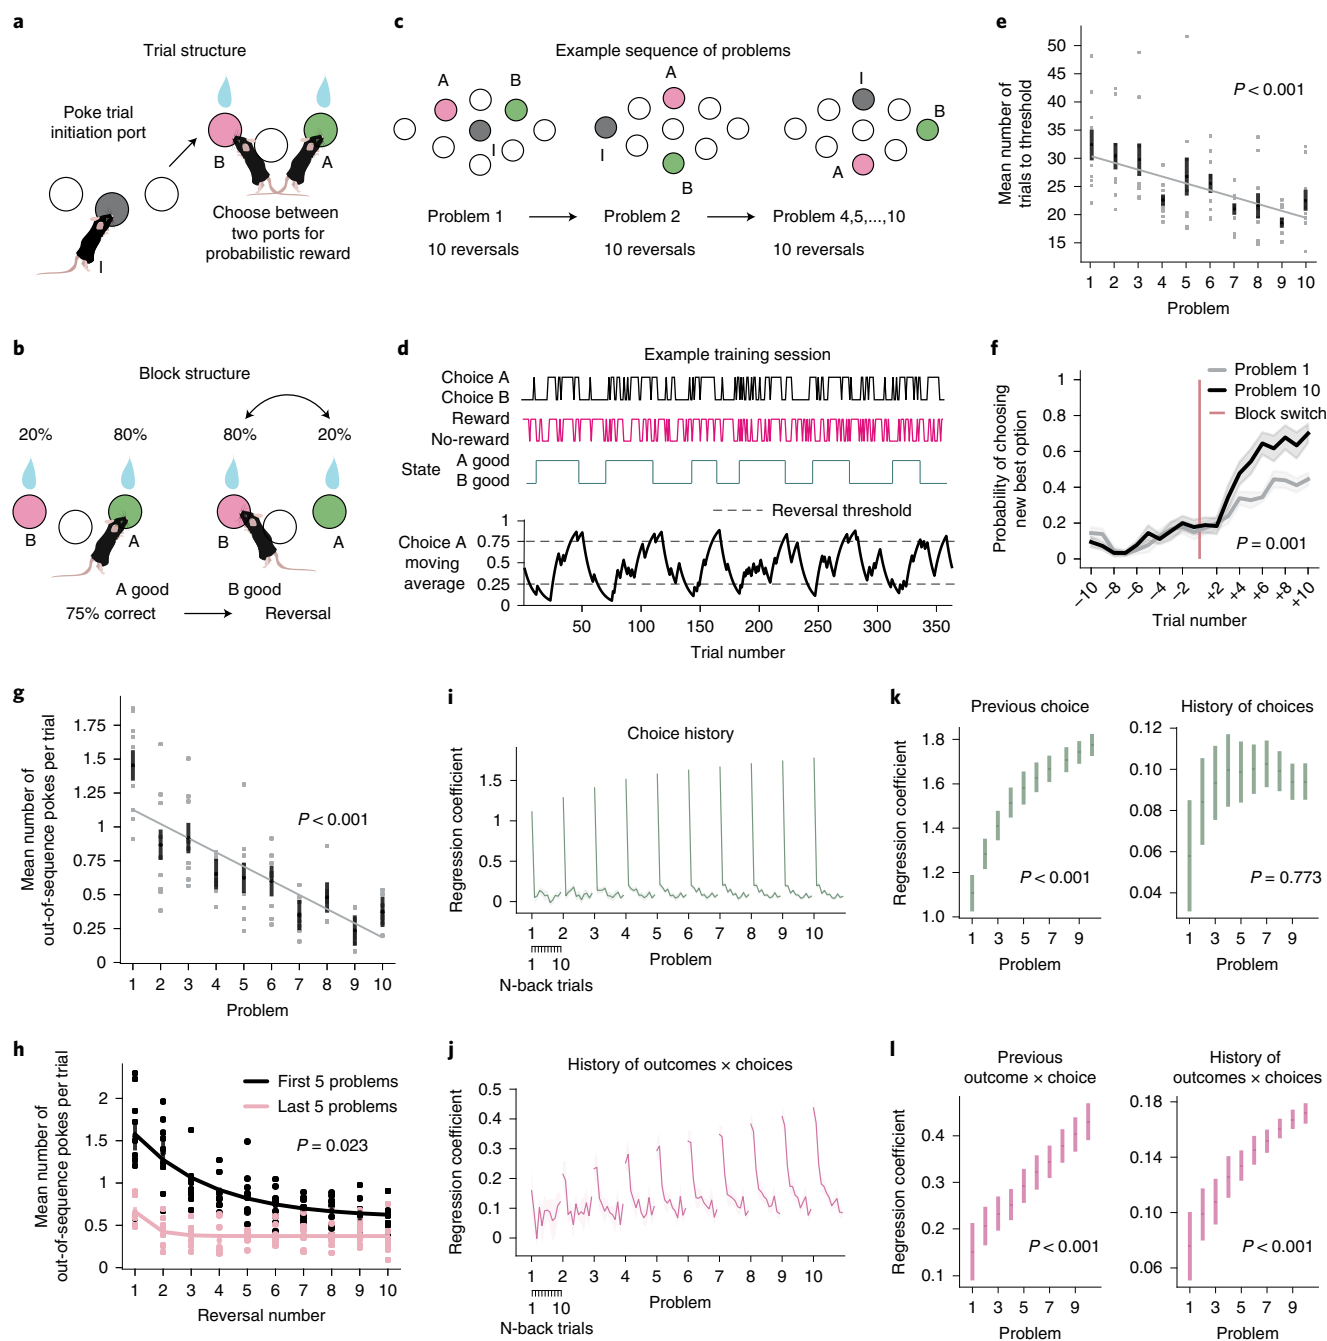 a
Trial structure
Poke trial
initiation port
B
A
I
Choose between
two ports for
probabilistic reward
b
Block structure
20%
80%
80%
20%
B
A
B
A
A good
B good
75% correct
Reversal
c
Example sequence of problems
A
B
I
A
I
B
I
B
A
Problem 1
Problem 2
Problem 4,5,...,10
10 reversals
10 reversals
10 reversals
d
Example training session
Choice A
Choice B
Reward
No-reward
State
A good
B good
Reversal threshold
Choice A
moving
average
1
0.75
0.50
0.25
0
50
100
150
200
250
300
350
Trial number
e
Mean number of
trials to threshold
50
45
40
35
30
25
20
15
P < 0.001
1 2 3 4 5 6 7 8 9 10
Problem
f
Probability of choosing
new best option
1
0.8
0.6
0.4
0.2
0
Problem 1
Problem 10
Block switch
P = 0.001
−10 −8 −6 −4 −2 +2 +4 +6 +8 +10
Trial number
g
Mean number of
out-of-sequence pokes per trial
1.75
1.5
1.25
1
0.75
0.5
0.25
0
P < 0.001
1 2 3 4 5 6 7 8 9 10
Problem
h
Mean number of
out-of-sequence pokes per trial
2
1.5
1
0.5
0
First 5 problems
Last 5 problems
P = 0.023
1 2 3 4 5 6 7 8 9 10
Reversal number
i
Choice history
Regression coefficient
1.5
1
0.5
0
1 2 3 4 5 6 7 8 9 10
1 10
Problem
N-back trials
j
History of outcomes × choices
Regression coefficient
0.5
0.4
0.3
0.2
0.1
0
1 2 3 4 5 6 7 8 9 10
1 10
Problem
N-back trials
k
Previous choice
Regression coefficient
1.8
1.6
1.4
1.2
1.0
P < 0.001
1 3 5 7 9
Problem
History of choices
0.12
0.10
0.08
0.06
0.04
P = 0.773
1 3 5 7 9
Problem
l
Previous
outcome × choice
Regression coefficient
0.4
0.3
0.2
0.1
P < 0.001
1 3 5 7 9
Problem
History of
outcomes × choices
0.18
0.14
0.10
0.06
P < 0.001
1 3 5 7 9
Problem